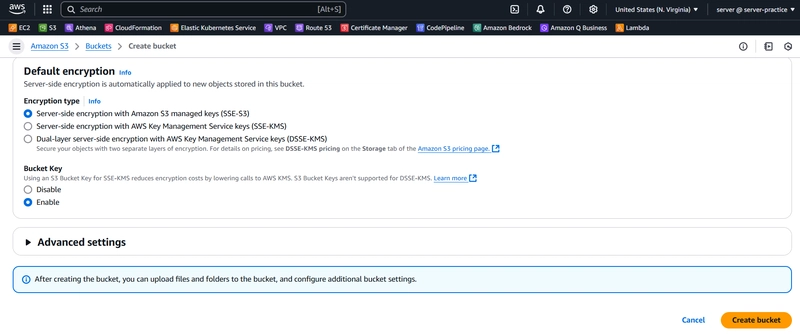 aws
Search [Alt+S] United States (N. Virginia) server @ server-practice
EC2 S3 Athena CloudFormation Elastic Kubernetes Service VPC Route 53 Certificate Manager CodePipeline Amazon Bedrock Amazon Q Business Lambda
Amazon S3 > Buckets > Create bucket
Default encryption Info
Server-side encryption is automatically applied to new objects stored in this bucket.
Encryption type | Info
Server-side encryption with Amazon S3 managed keys (SSE-S3)
Server-side encryption with AWS Key Management Service keys (SSE-KMS)
Dual-layer server-side encryption with AWS Key Management Service keys (DSSE-KMS)
Secure your objects with two separate layers of encryption. For details on pricing, see DSSE-KMS pricing on the Storage tab of the Amazon S3 pricing page.
Bucket Key
Using an S3 Bucket Key for SSE-KMS reduces encryption costs by lowering calls to AWS KMS. S3 Bucket Keys aren't supported for DSSE-KMS. Learn more
Disable
Enable
Advanced settings
After creating the bucket, you can upload files and folders to the bucket, and configure additional bucket settings.
Cancel Create bucket